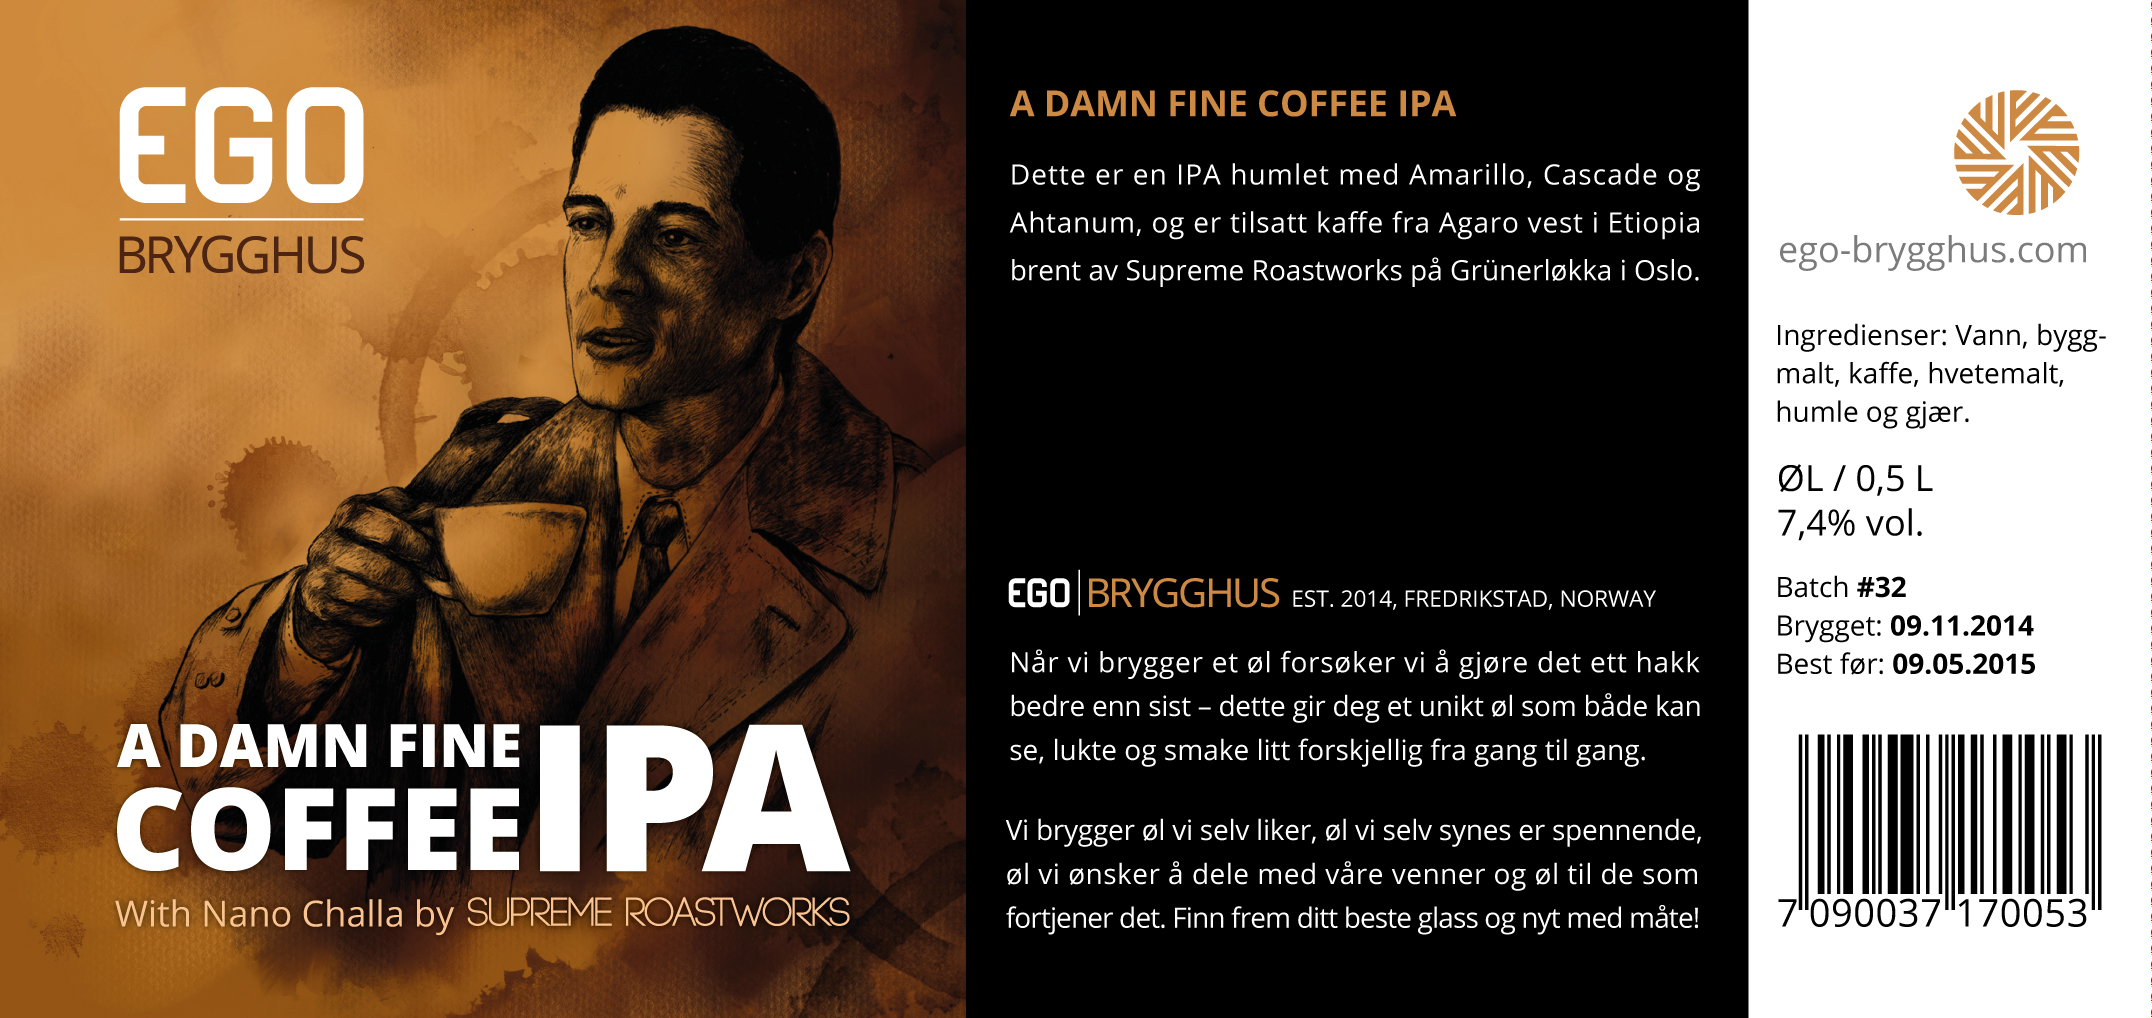 EGO
BRYGGHUS
A DAMN FINE
COFFEE IPA
With Nano Challa by SUPREME ROASTWORKS
A DAMN FINE COFFEE IPA
Dette er en IPA humlet med Amarillo, Cascade og
Ahtanum, og er tilsatt kaffe fra Agaro vest i Etiopia
brent av Supreme Roastworks på Grünerløkka i Oslo.
EGO BRYGGHUS EST. 2014, FREDRIKSTAD, NORWAY
Når vi brygger et øl forsøker vi å gjøre det ett hakk
bedre enn sist – dette gir deg et unikt øl som både kan
se, lukte og smake litt forskjellig fra gang til gang.
Vi brygger øl vi selv liker, øl vi selv synes er spennende,
øl vi ønsker å dele med våre venner og øl til de som
fortjener det. Finn frem ditt beste glass og nyt med måte!
ego-brygghus.com
Ingredienser: Vann, bygg-
malt, kaffe, hvetemalt,
humle og gjær.
ØL / 0,5 L
7,4% vol.
Batch #32
Brygget: 09.11.2014
Best før: 09.05.2015
7 090037 170053